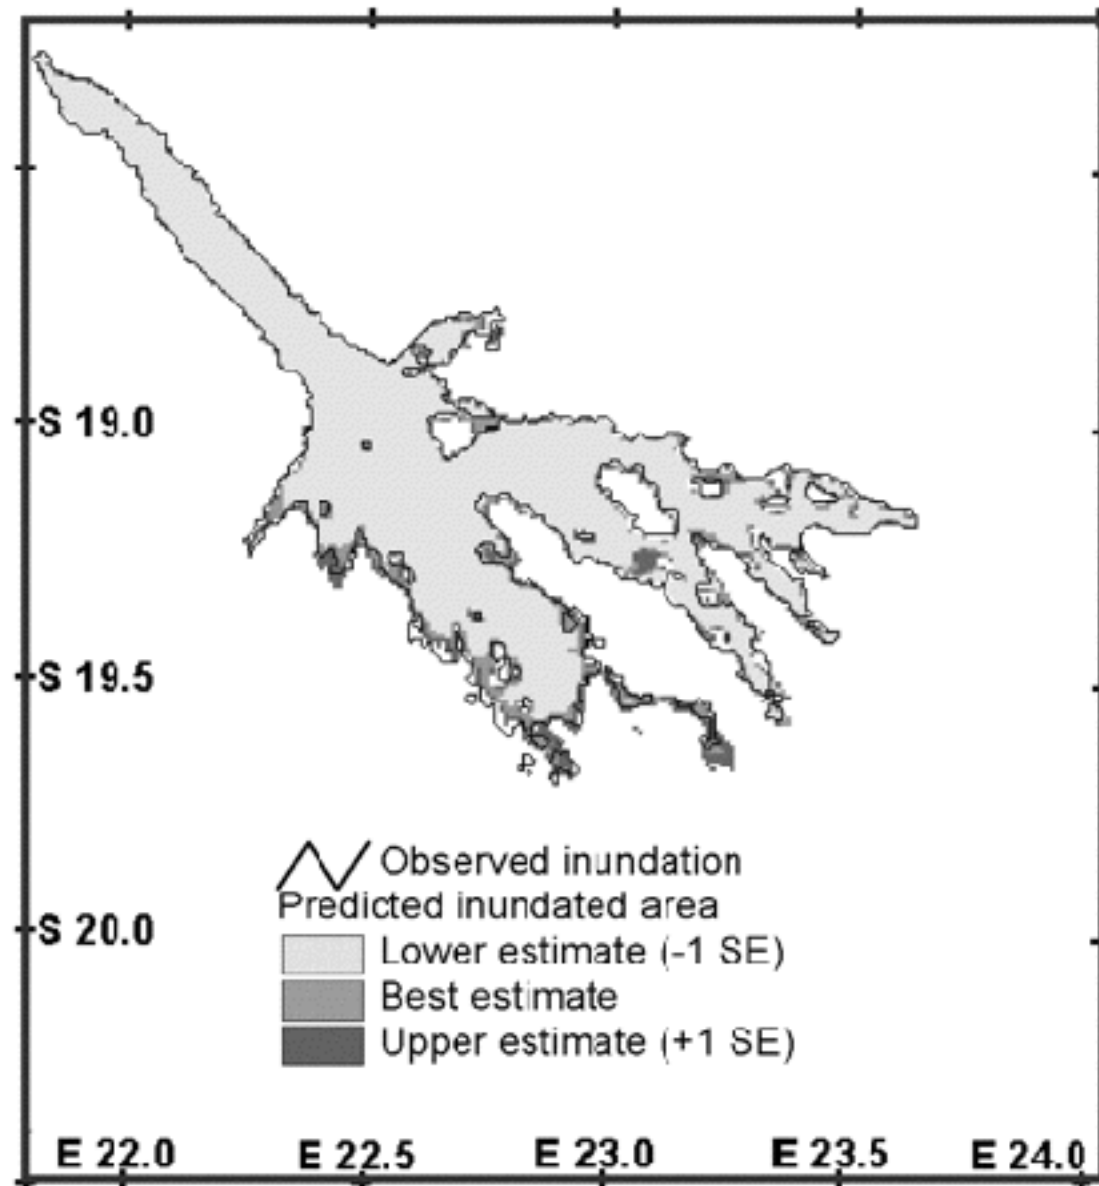 S 19.0
S 19.5
Observed inundation
Predicted inundated area
S 20.0
Lower estimate (-1 SE)
Best estimate
Upper estimate (+1 SE)
E 22.0 E 22.5 E 23.0 E 23.5 E 24.0